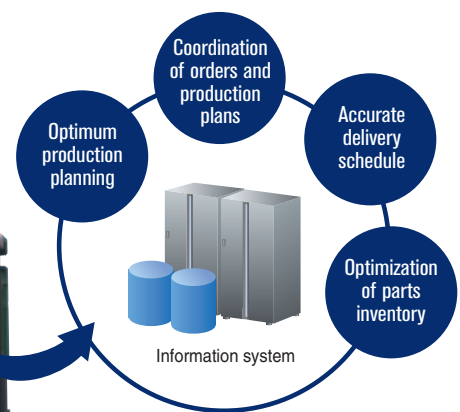 Coordination
of orders and
production
plans
Optimum
production
planning
Accurate
delivery
schedule
Optimization
of parts
inventory
Information system